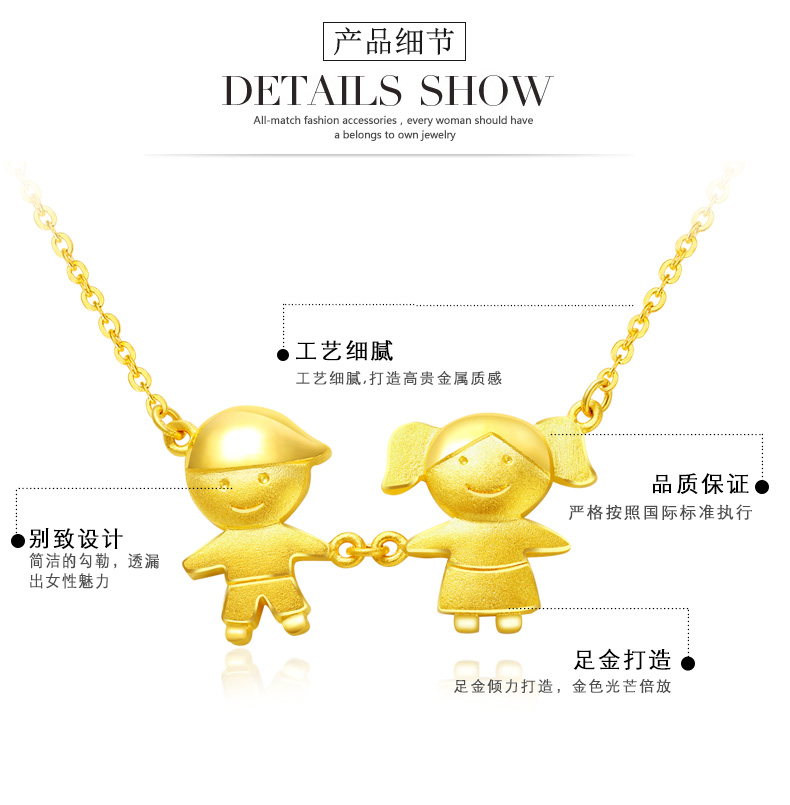 产品细节
DETAILS SHOW
All-match fashion accessories , every woman should have
a belongs to own jewelry
工艺细腻
工艺细腻,打造高贵金属质感
品质保证
严格按照国际标准执行
别致设计
简洁的勾勒，透漏
出女性魅力
足金打造
足金倾力打造，金色光芒倍放